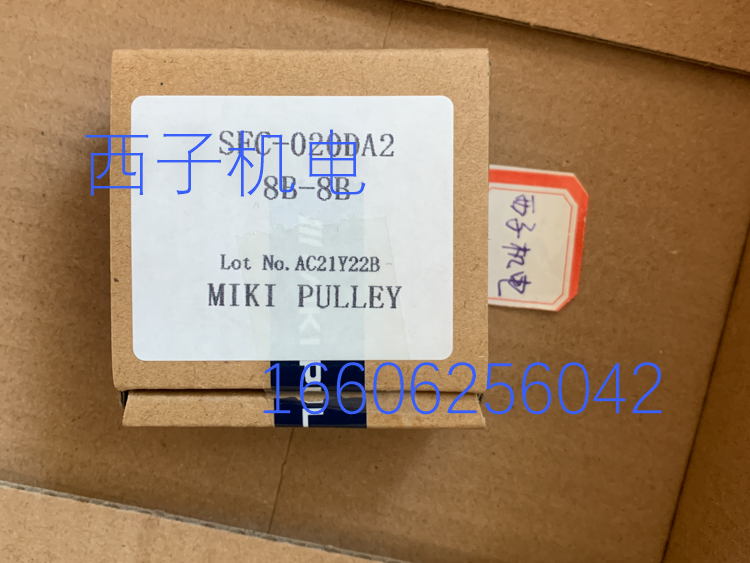 SFC-020DA2
8B-8B
Lot No. AC21Y22B
MIKI PULLEY
西子机电
西子机电
16606256042